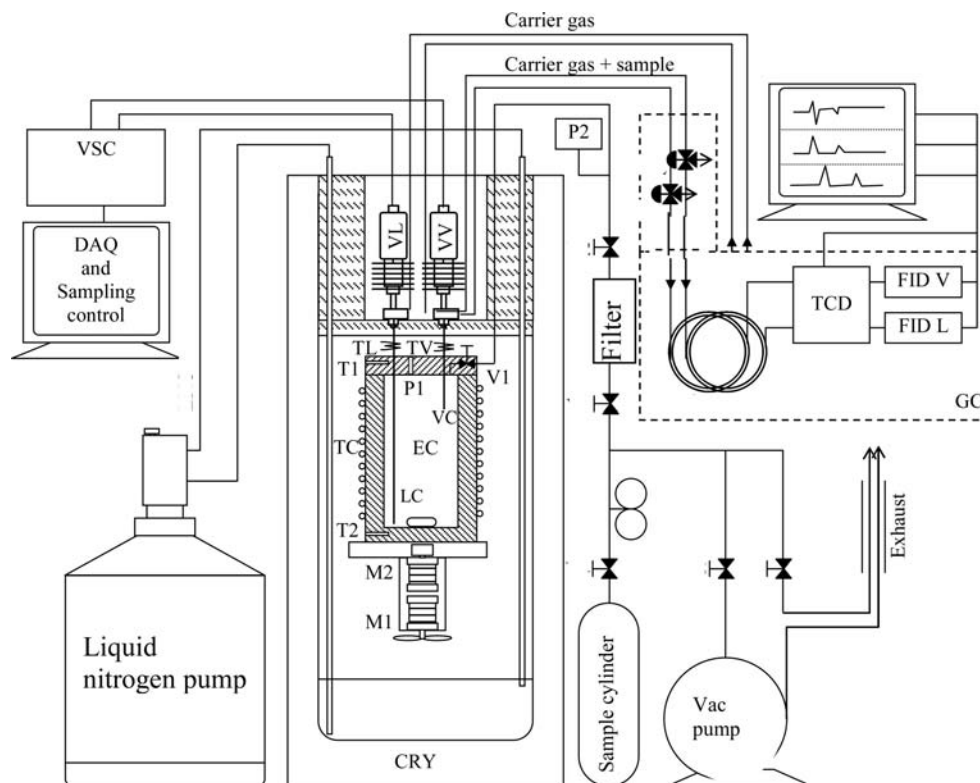 Carrier gas
Carrier gas + sample
VSC
P2
DAQ
and
Sampling
control
VL
VV
TCD
FID V
FID L
Filter
TL
TV
T1
P1
V1
GC
VC
TC
EC
LC
T2
Exhaust
M2
M1
Liquid
nitrogen pump
Sample cylinder
Vac
pump
CRY